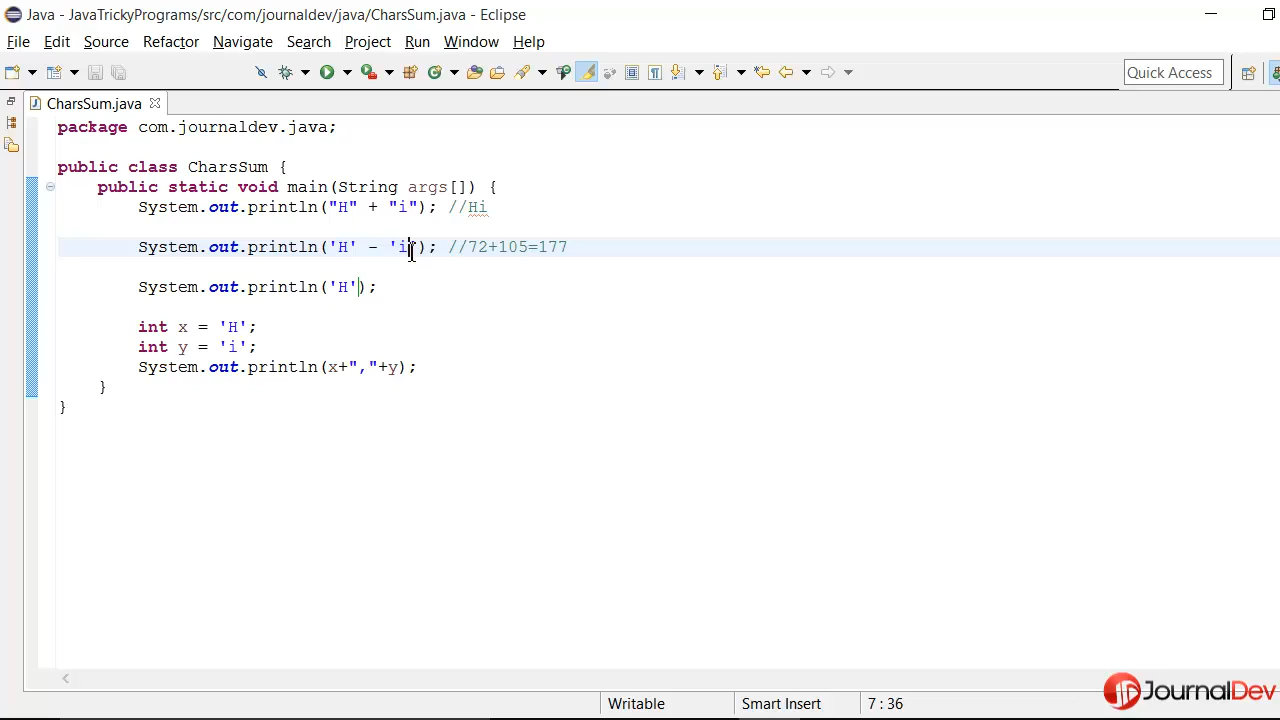 Java - JavaTrickyPrograms/src/com/journaldev/java/CharsSum.java - Eclipse
File Edit Source Refactor Navigate Search Project Run Window Help
Quick Access
CharsSum.java
package com.journaldev.java;
public class CharsSum {
public static void main(String args[]) {
System.out.println("H" + "i"); //Hi
System.out.println('H' - 'i'); //72+105=177
System.out.println('H');
int x = 'H';
int y = 'i';
System.out.println(x+","+y);
}
}
Writable Smart Insert 7 : 36
JournalDev